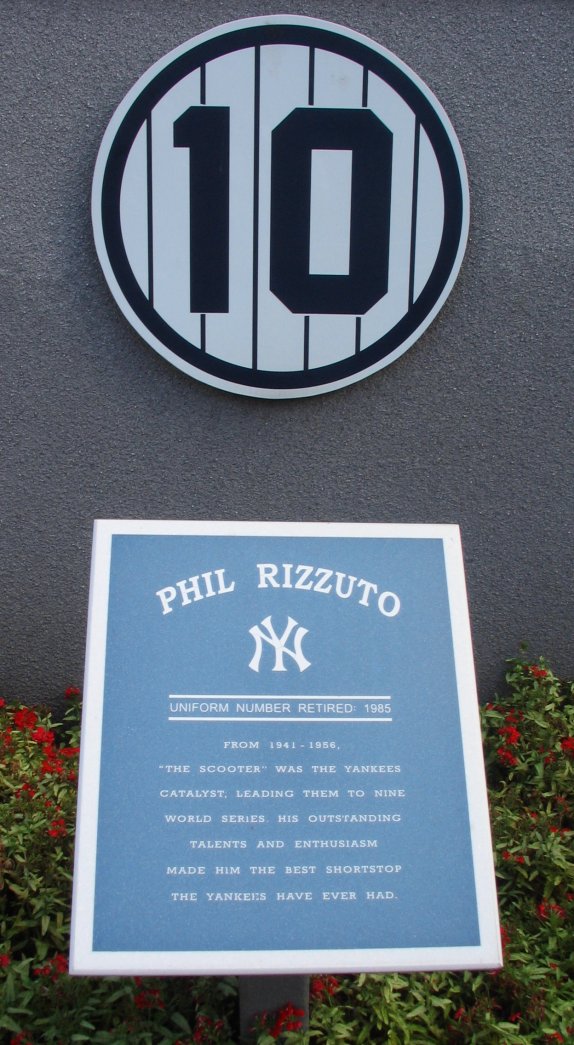 10
PHIL RIZZUTO
NY
UNIFORM NUMBER RETIRED: 1985
FROM 1941 - 1956,
"THE SCOOTER" WAS THE YANKEES
CATALYST, LEADING THEM TO NINE
WORLD SERIES. HIS OUTSTANDING
TALENTS AND ENTHUSIASM
MADE HIM THE BEST SHORTSTOP
THE YANKEES HAVE EVER HAD.